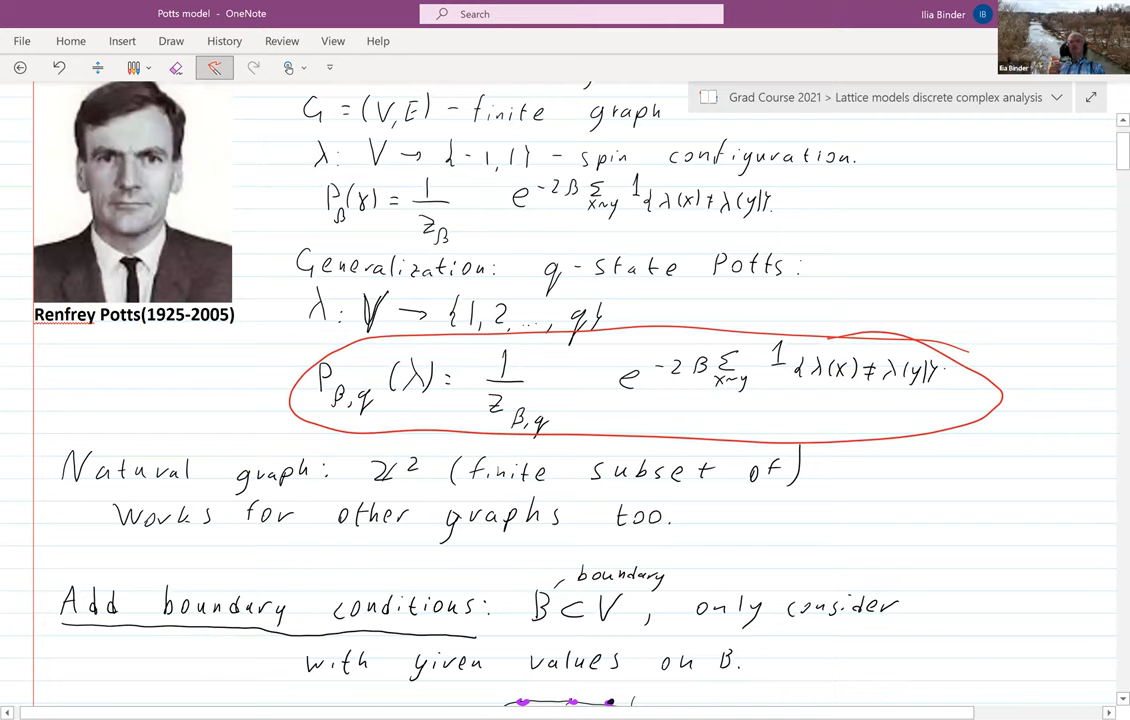 Potts model - OneNote
Search
Ilia Binder
IB
File Home Insert Draw History Review View Help
Ilia Binder
Grad Course 2021 > Lattice models discrete complex analysis
G = (V, E) - finite graph
λ: V → {-1, 1} - spin configuration.
P_β(γ) = 1/z_β e^{-2β Σ_{x~y} 1{λ(x) ≠ λ(y)}}.
Generalization: q-state Potts:
Renfrey Potts(1925-2005)
λ: V → {1, 2, ..., q}
P_{β,q}(λ) = 1/z_{β,q} e^{-2β Σ_{x~y} 1{λ(x) ≠ λ(y)}}.
Natural graph: ℤ² (finite subset of)
Works for other graphs too.
boundary
Add boundary conditions: B ⊂ V, only consider
with given values on B.